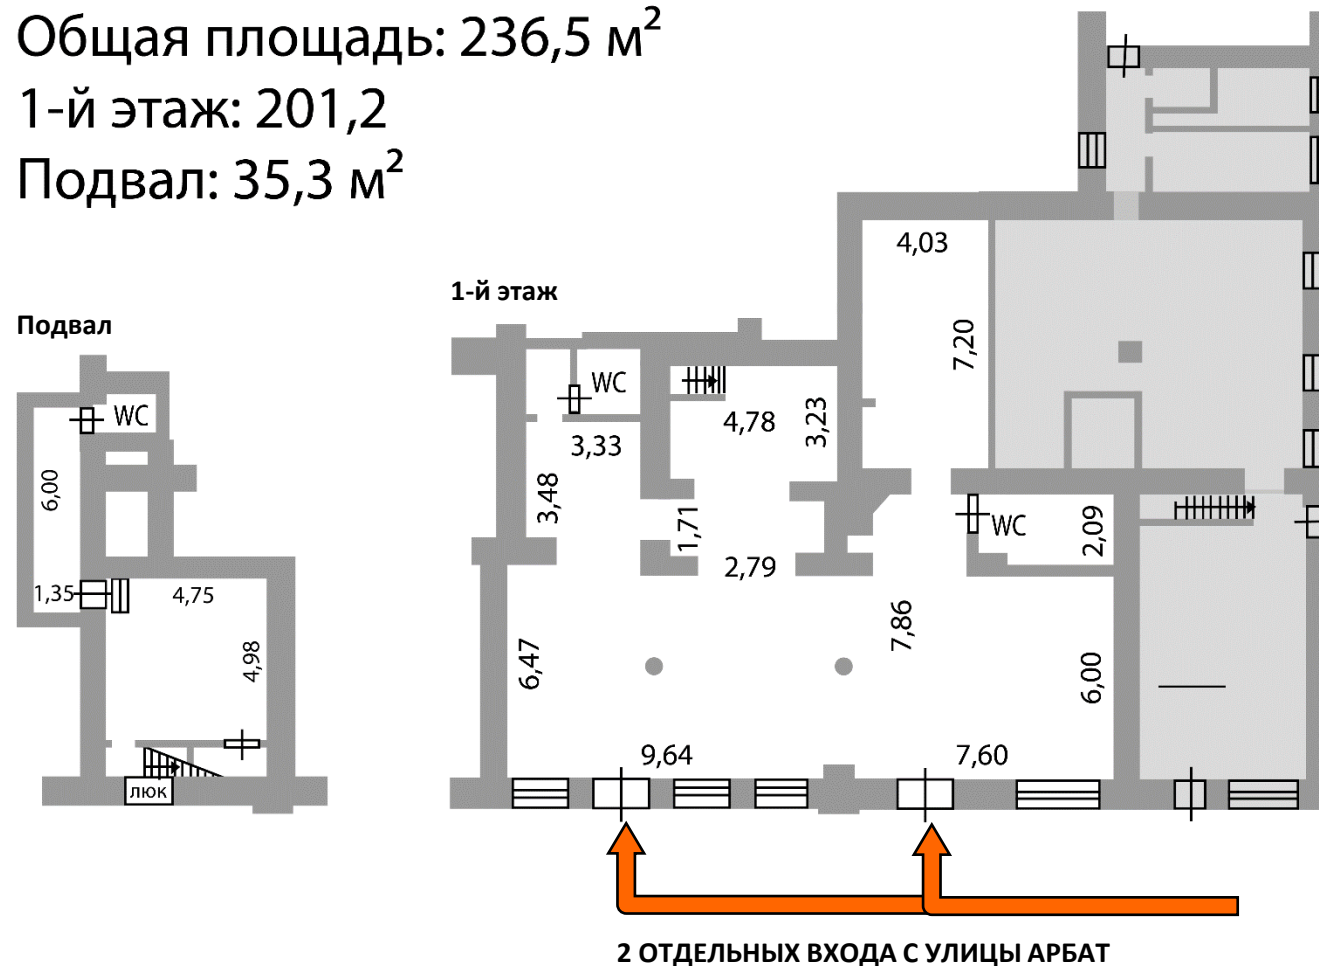 Общая площадь: 236,5 м²
1-й этаж: 201,2
Подвал: 35,3 м²
1-й этаж
Подвал
4,03
7,20
WC
4,78
3,23
3,33
3,48
1,71
2,79
WC
2,09
7,86
6,47
6,00
9,64
7,60
WC
6,00
1,35
4,75
4,98
люк
2 ОТДЕЛЬНЫХ ВХОДА С УЛИЦЫ АРБАТ